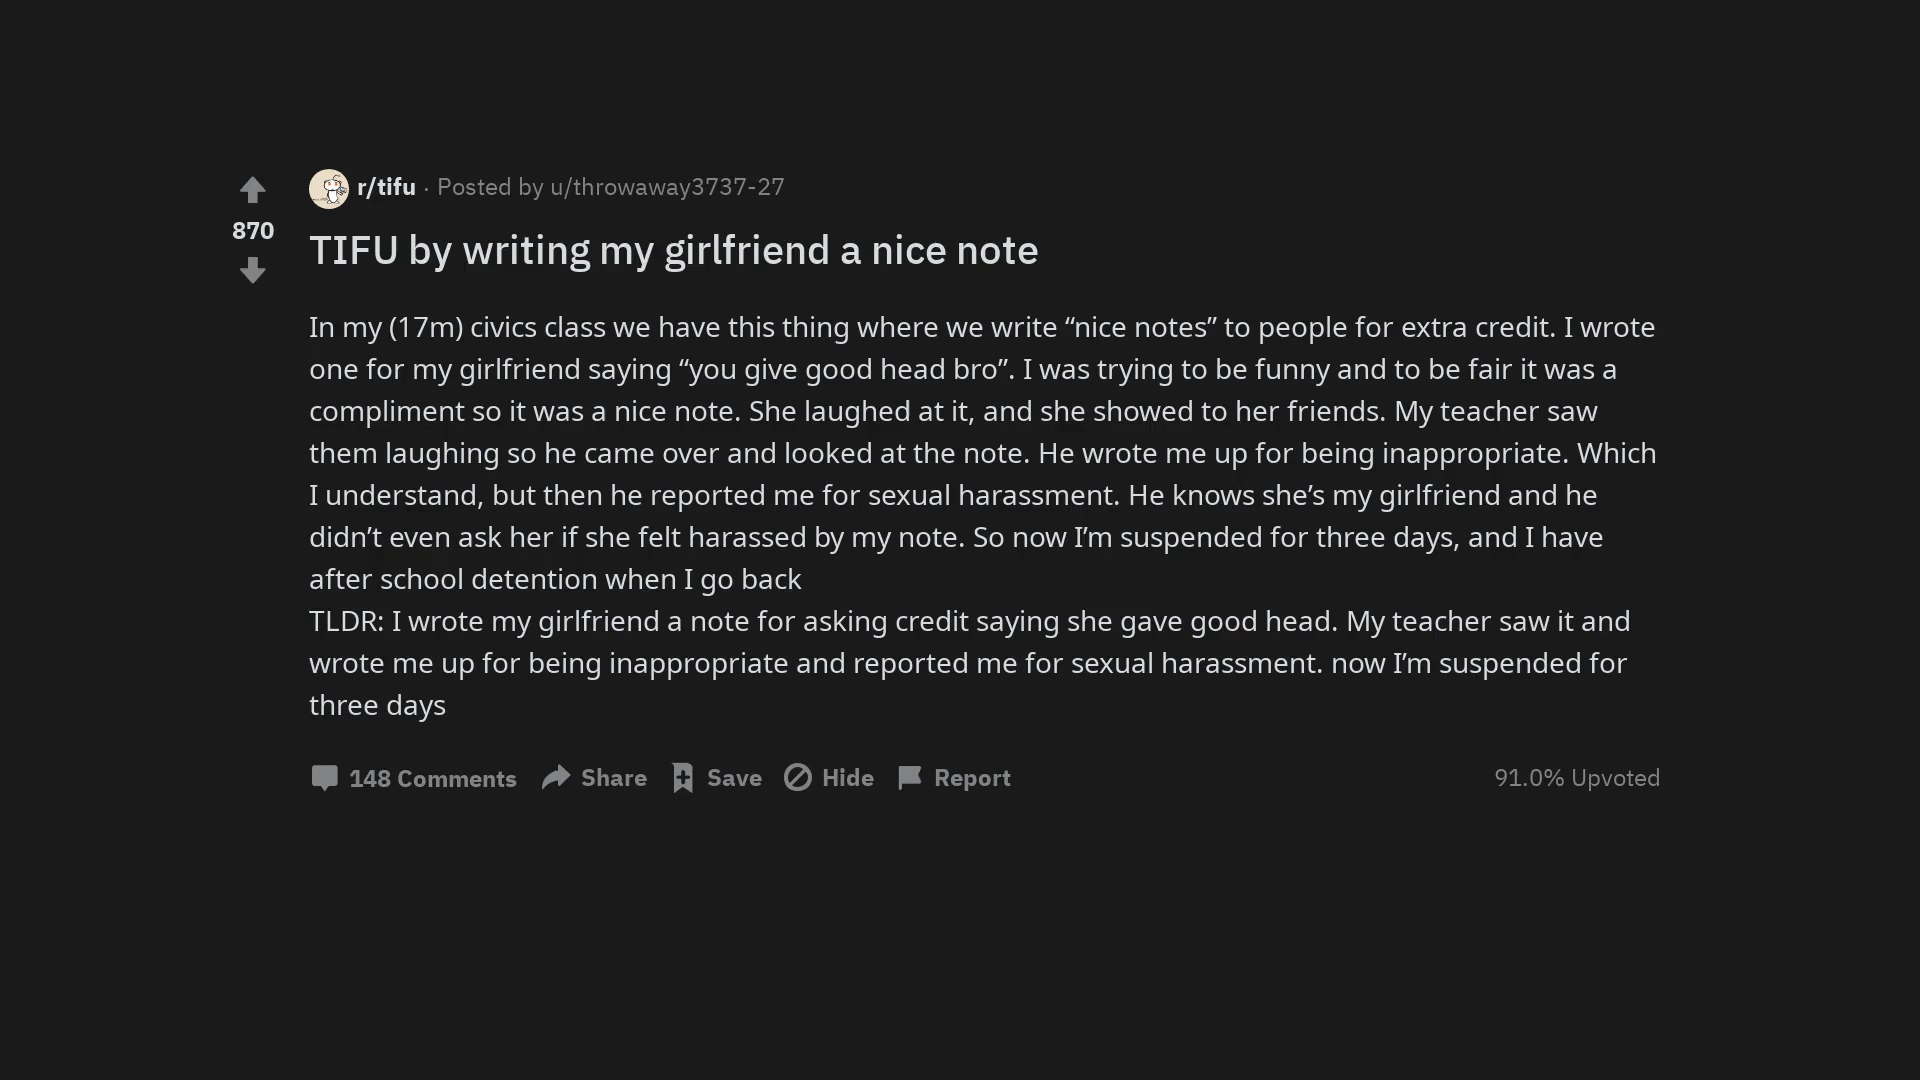 r/tifu · Posted by u/throwaway3737-27
870
TIFU by writing my girlfriend a nice note
In my (17m) civics class we have this thing where we write “nice notes” to people for extra credit. I wrote
one for my girlfriend saying “you give good head bro”. I was trying to be funny and to be fair it was a
compliment so it was a nice note. She laughed at it, and she showed to her friends. My teacher saw
them laughing so he came over and looked at the note. He wrote me up for being inappropriate. Which
I understand, but then he reported me for sexual harassment. He knows she’s my girlfriend and he
didn’t even ask her if she felt harassed by my note. So now I’m suspended for three days, and I have
after school detention when I go back
TLDR: I wrote my girlfriend a note for asking credit saying she gave good head. My teacher saw it and
wrote me up for being inappropriate and reported me for sexual harassment. now I’m suspended for
three days
148 Comments Share Save Hide Report 91.0% Upvoted